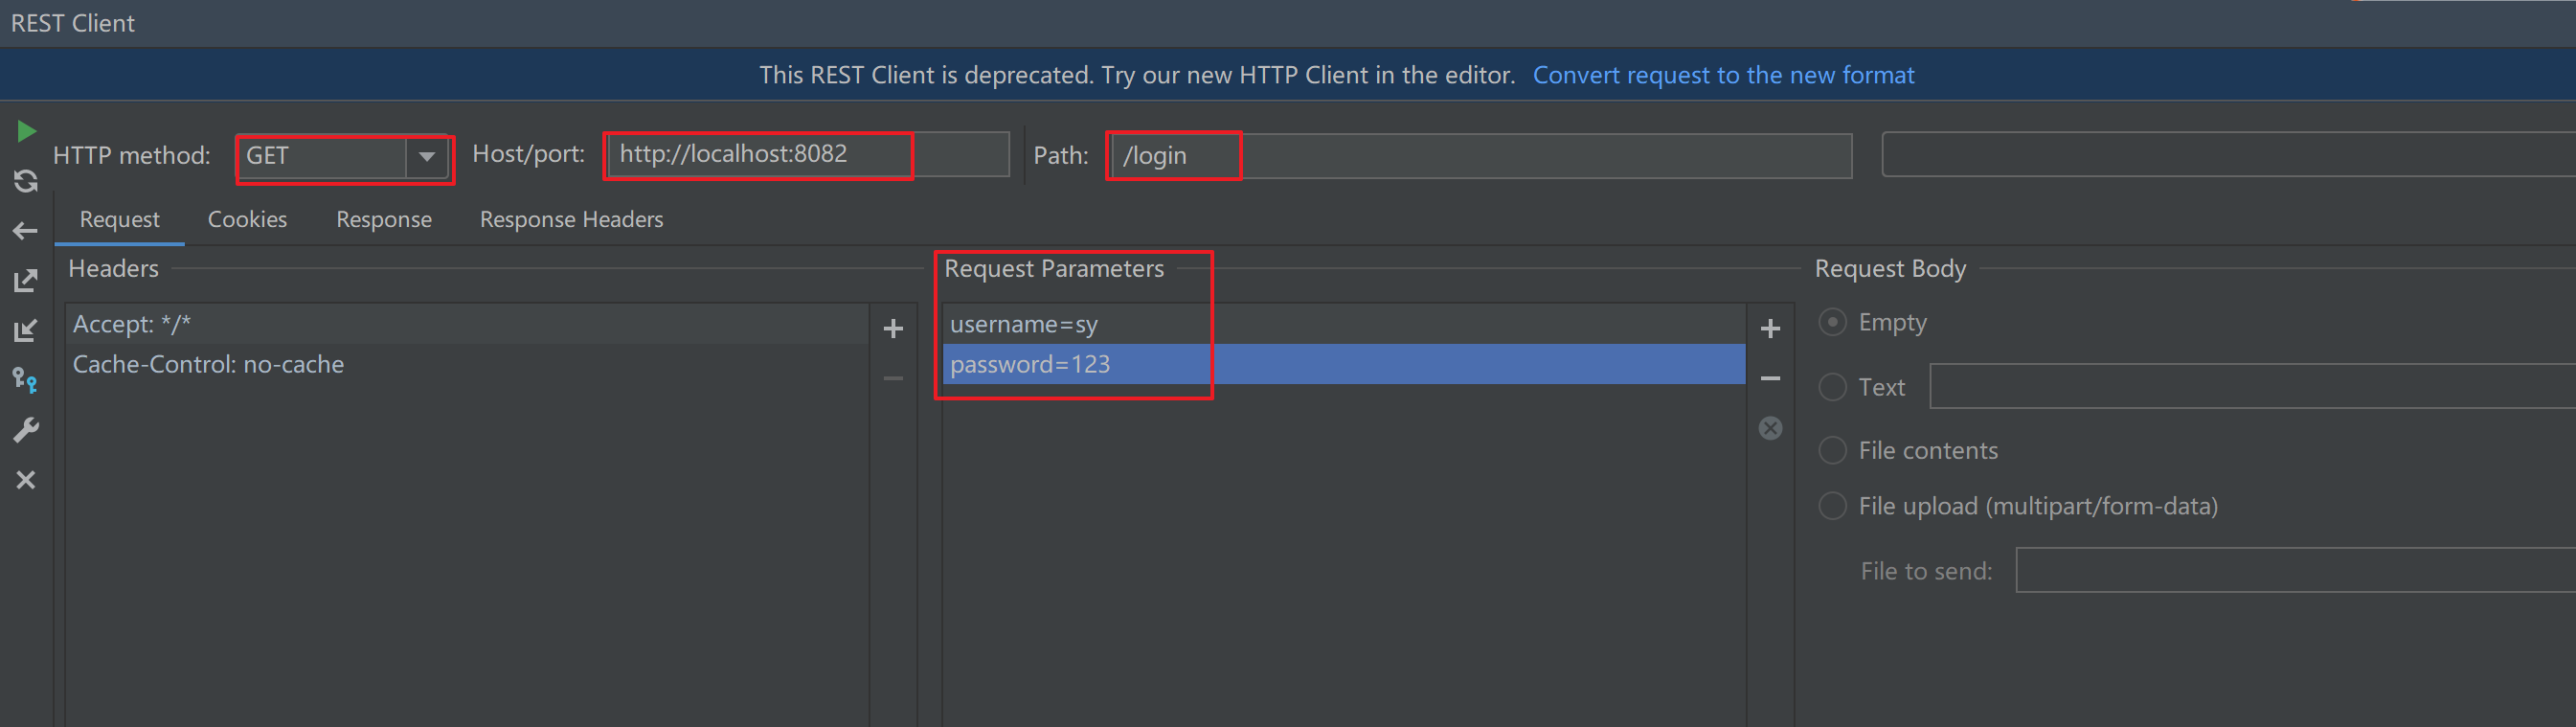 REST Client
This REST Client is deprecated. Try our new HTTP Client in the editor. Convert request to the new format
HTTP method: GET Host/port: http://localhost:8082 Path: /login
Request Cookies Response Response Headers
Headers
Accept: */*
Cache-Control: no-cache
Request Parameters
username=sy
password=123
Request Body
Empty
Text
File contents
File upload (multipart/form-data)
File to send: